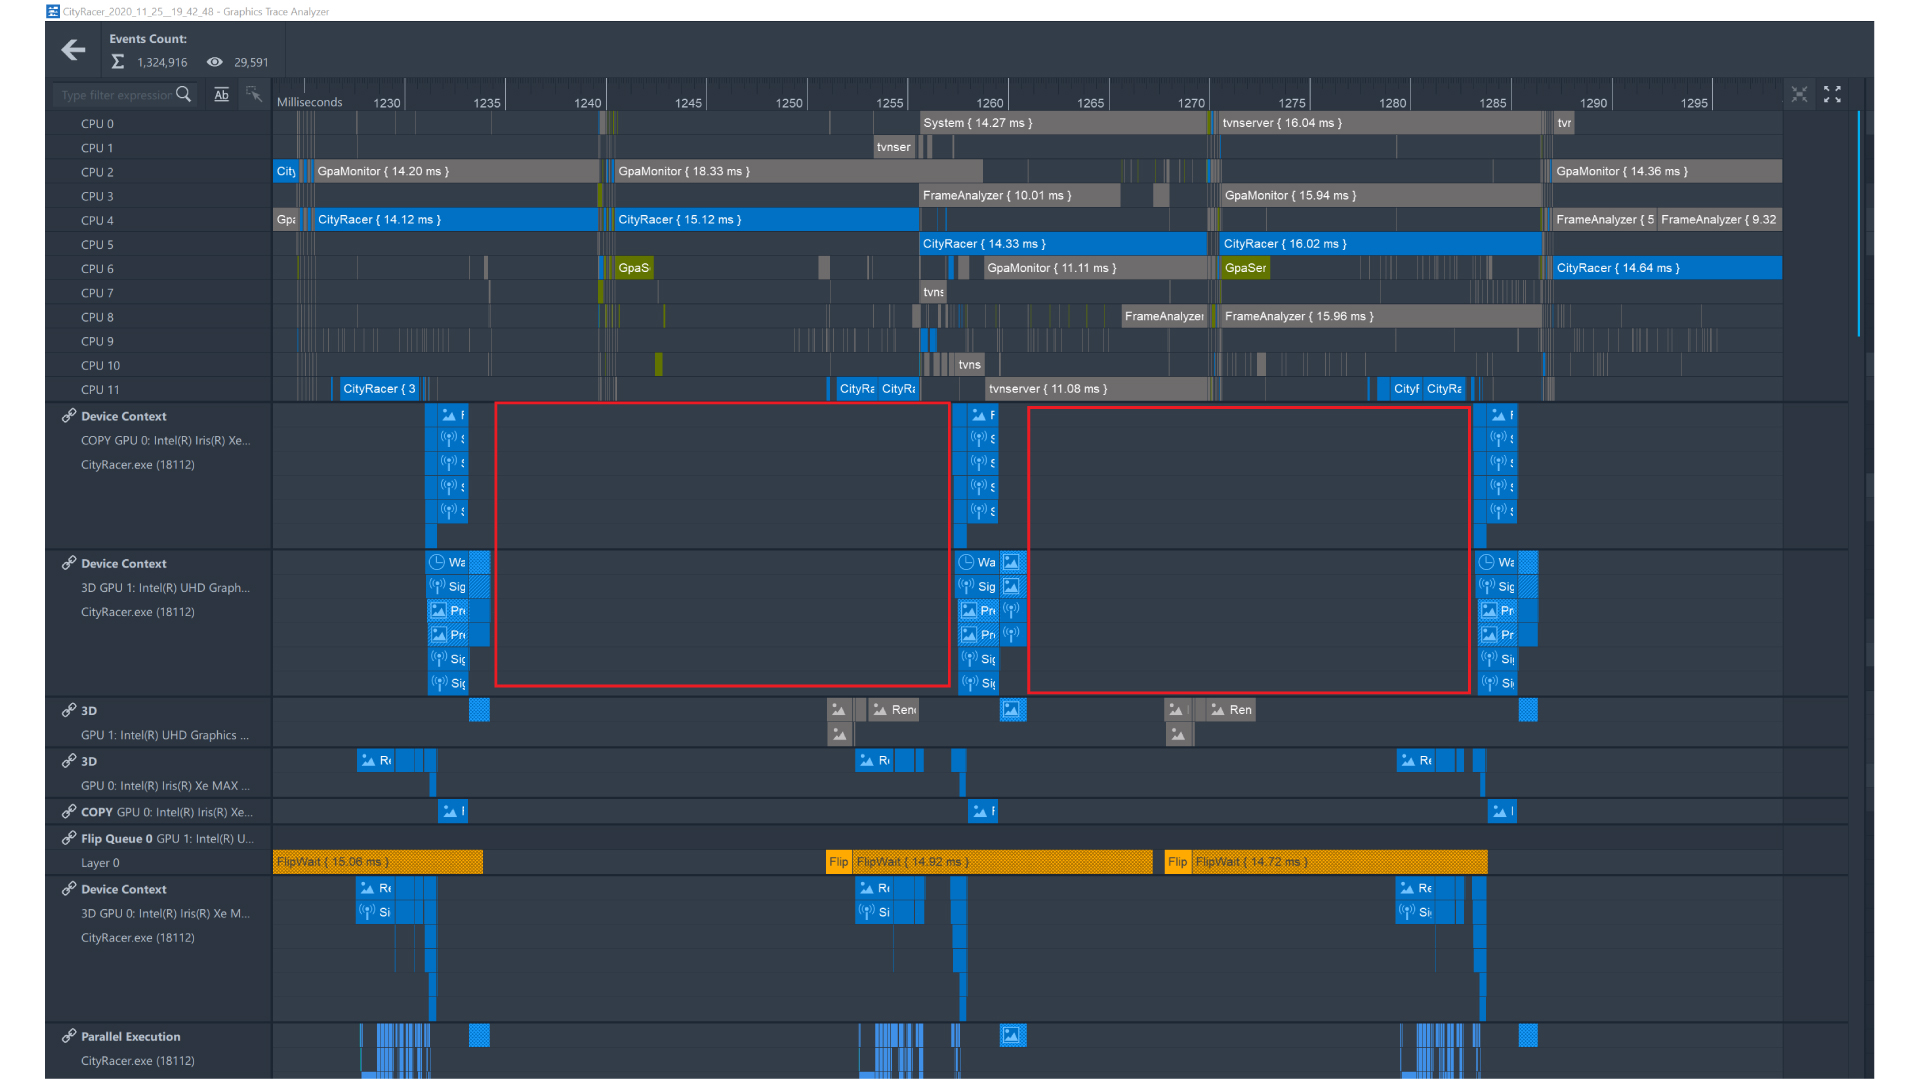 CityRacer_2020_11_25__19_42_48 - Graphics Trace Analyzer
Events Count:
1,324,916 29,591
Type filter expression Ab Milliseconds 1230 1235 1240 1245 1250 1255 1260 1265 1270 1275 1280 1285 1290 1295
CPU 0 System { 14.27 ms } tvnserver { 16.04 ms } tvr
CPU 1 tvnser
CPU 2 City GpaMonitor { 14.20 ms } GpaMonitor { 18.33 ms } GpaMonitor { 14.36 ms }
CPU 3 FrameAnalyzer { 10.01 ms } GpaMonitor { 15.94 ms }
CPU 4 Gpa CityRacer { 14.12 ms } CityRacer { 15.12 ms } FrameAnalyzer { 5 FrameAnalyzer { 9.32
CPU 5 CityRacer { 14.33 ms } CityRacer { 16.02 ms }
CPU 6 GpaS GpaMonitor { 11.11 ms } GpaSer CityRacer { 14.64 ms }
CPU 7 tvns
CPU 8 FrameAnalyzer FrameAnalyzer { 15.96 ms }
CPU 9
CPU 10 tvns
CPU 11 CityRacer { 3 CityRa CityRa tvnserver { 11.08 ms } CityF CityRa
Device Context
COPY GPU 0: Intel(R) Iris(R) Xe...
CityRacer.exe (18112)
Device Context Wa Wa Wa
3D GPU 1: Intel(R) UHD Graph... Sig Sig Sig
CityRacer.exe (18112) Pre Pr Pr
Pre Pr Pr
Sig Sig Si
Sig Sig Si
3D Ren Ren
GPU 1: Intel(R) UHD Graphics ...
3D Re Re Re
GPU 0: Intel(R) Iris(R) Xe MAX ...
COPY GPU 0: Intel(R) Iris(R) Xe...
Flip Queue 0 GPU 1: Intel(R) U...
Layer 0 FlipWait { 15.06 ms } Flip FlipWait { 14.92 ms } Flip FlipWait { 14.72 ms }
Device Context Re Re Re
3D GPU 0: Intel(R) Iris(R) Xe M... Si Si Si
CityRacer.exe (18112)
Parallel Execution
CityRacer.exe (18112)